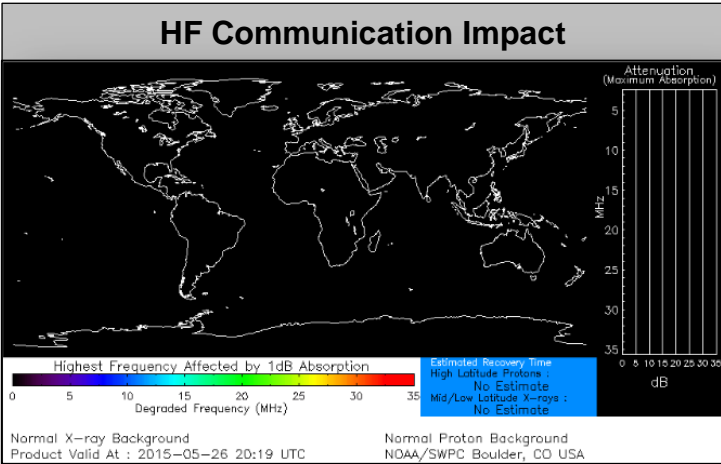 HF Communication Impact
Attenuation
(Maximum Absorption)
5
10
15
20
25
30
35
MHz
0 5 10 15 20 25 30 35
dB
Highest Frequency Affected by 1dB Absorption
0 5 10 15 20 25 30 35
Degraded Frequency (MHz)
Estimated Recovery Time
High Latitude Protons :
No Estimate
Mid/Low Latitude X-rays :
No Estimate
Normal X-ray Background
Normal Proton Background
Product Valid At : 2015-05-26 20:19 UTC
NOAA/SWPC Boulder, CO USA